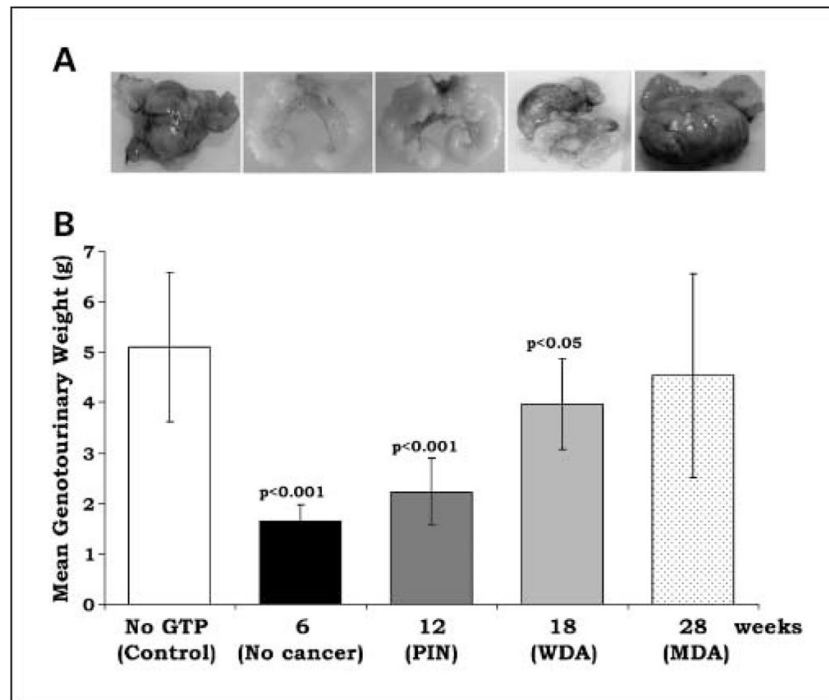 A
B
Mean Genotourinary Weight (g)
7
6
5
4
3
2
1
0
p<0.001
p<0.001
p<0.05
No GTP 6 12 18 28 weeks
(Control) (No cancer) (PIN) (WDA) (MDA)